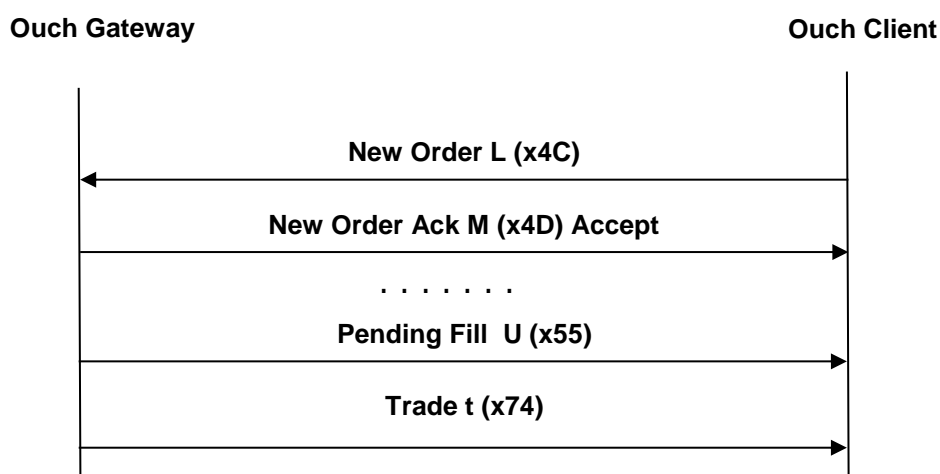 Ouch Gateway Ouch Client
New Order L (x4C)
New Order Ack M (x4D) Accept
. . . . . . .
Pending Fill U (x55)
Trade t (x74)